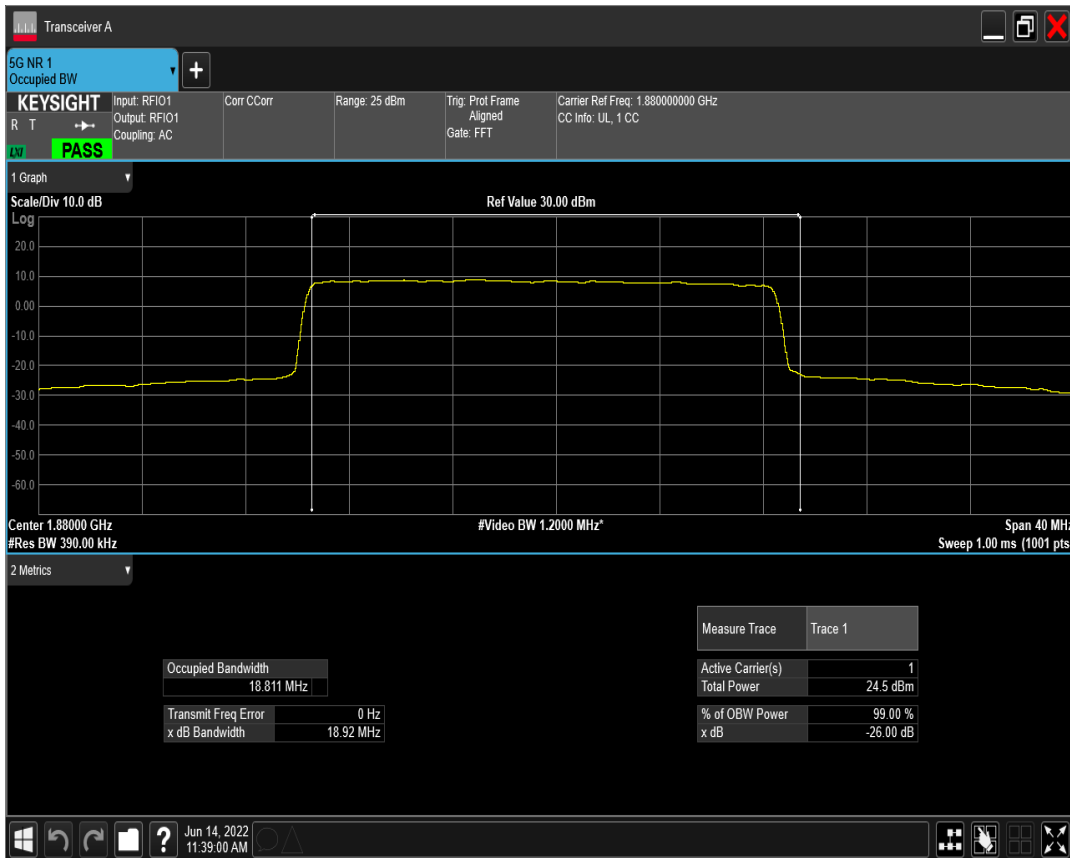 Transceiver A
5G NR 1
Occupied BW
KEYSIGHT
R T
LXI
PASS
Input: RFIO1
Output: RFIO1
Coupling: AC
Corr CCorr
Range: 25 dBm
Trig: Prot Frame
Aligned
Gate: FFT
Carrier Ref Freq: 1.880000000 GHz
CC Info: UL, 1 CC
1 Graph
Scale/Div 10.0 dB
Ref Value 30.00 dBm
Log
20.0
10.0
0.00
-10.0
-20.0
-30.0
-40.0
-50.0
-60.0
Center 1.88000 GHz
#Video BW 1.2000 MHz*
Span 40 MHz
#Res BW 390.00 kHz
Sweep 1.00 ms (1001 pts
2 Metrics
Measure Trace Trace 1
Occupied Bandwidth
18.811 MHz
Active Carrier(s) 1
Total Power 24.5 dBm
Transmit Freq Error 0 Hz
x dB Bandwidth 18.92 MHz
% of OBW Power 99.00 %
x dB -26.00 dB
?
Jun 14, 2022
11:39:00 AM